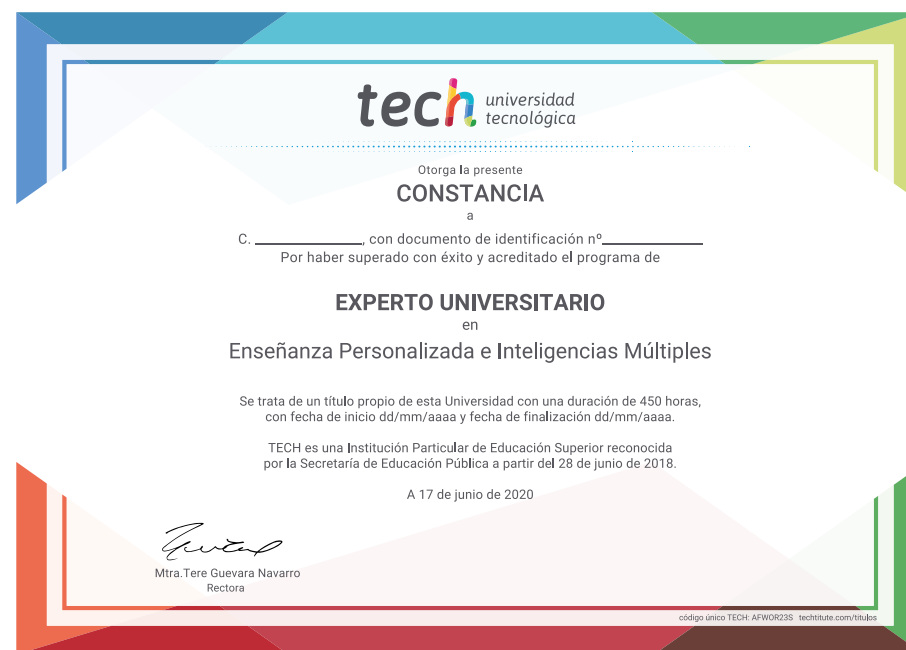 tech universidad
tecnológica
Otorga la presente
CONSTANCIA
a
C. ____________, con documento de identificación nº____________
Por haber superado con éxito y acreditado el programa de
EXPERTO UNIVERSITARIO
en
Enseñanza Personalizada e Inteligencias Múltiples
Se trata de un título propio de esta Universidad con una duración de 450 horas,
con fecha de inicio dd/mm/aaaa y fecha de finalización dd/mm/aaaa.
TECH es una Institución Particular de Educación Superior reconocida
por la Secretaría de Educación Pública a partir del 28 de junio de 2018.
A 17 de junio de 2020
Mtra.Tere Guevara Navarro
Rectora
código único TECH: AFWOR23S techtitute.com/titulos